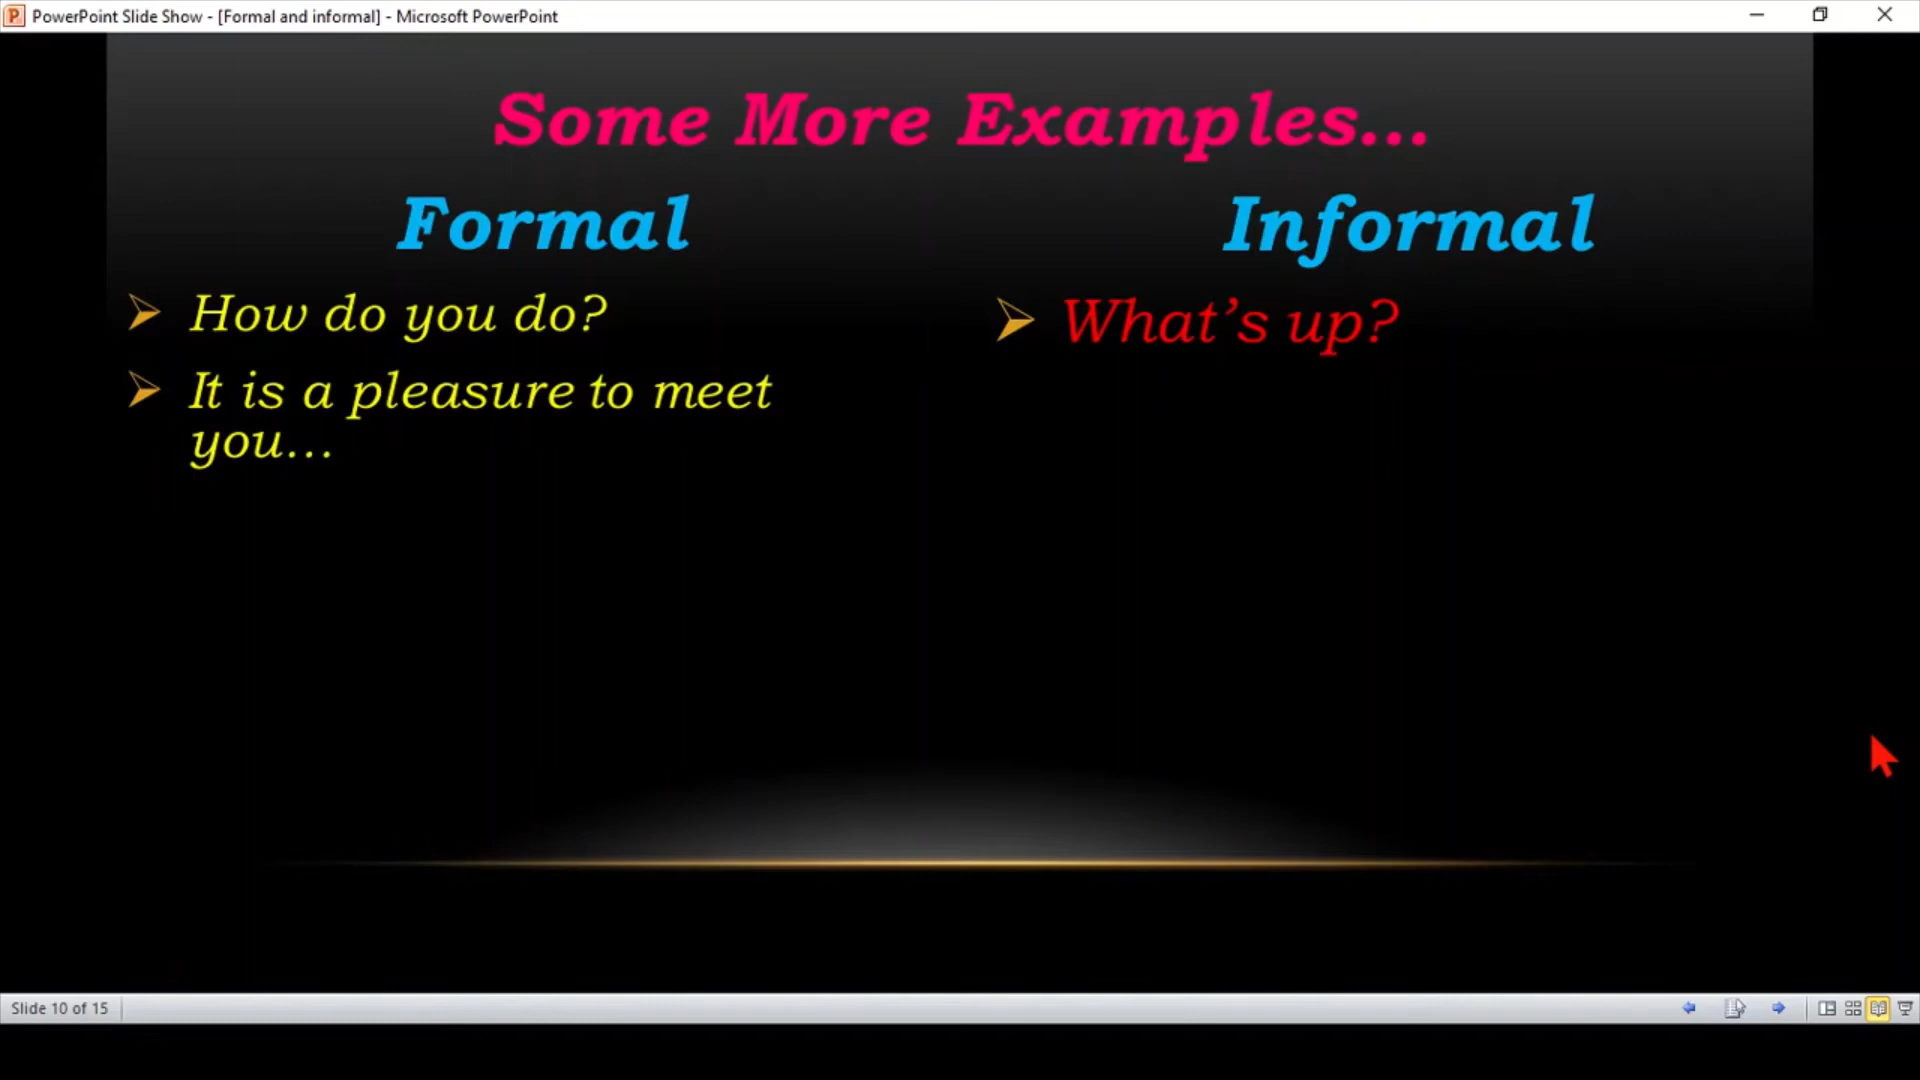 PowerPoint Slide Show - [Formal and informal] - Microsoft PowerPoint
Some More Examples...
Formal
Informal
How do you do?
What's up?
It is a pleasure to meet
you...
Slide 10 of 15